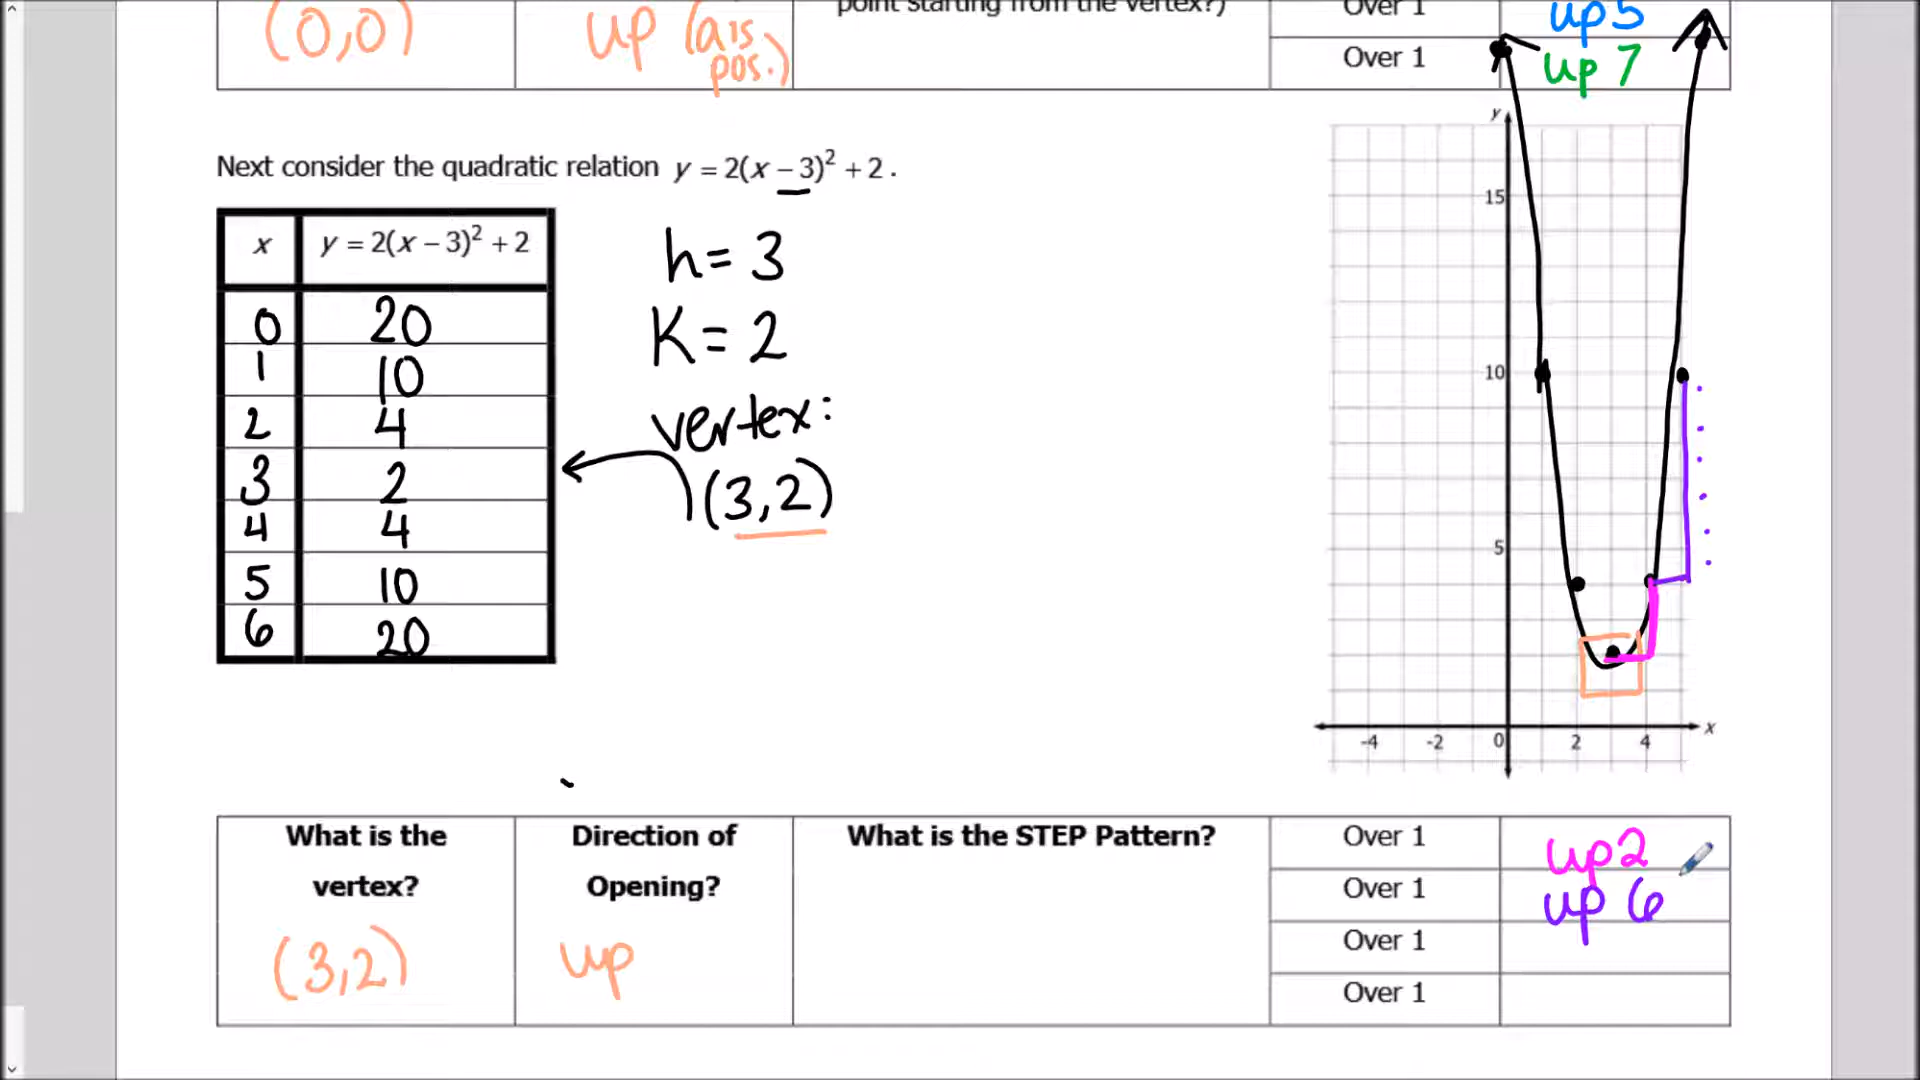 point starting from the vertex?)
Over 1
up 5
(0,0)
up (a is pos.)
Over 1
up 7
Next consider the quadratic relation y = 2(x − 3)² + 2.
x y = 2(x − 3)² + 2
0 20
1 10
2 4
3 2
4 4
5 10
6 20
h = 3
K = 2
vertex:
(3,2)
y
15
10
5
-4 -2 0 2 4 x
What is the vertex?
(3,2)
Direction of Opening?
up
What is the STEP Pattern?
Over 1 up 2
Over 1 up 6
Over 1
Over 1